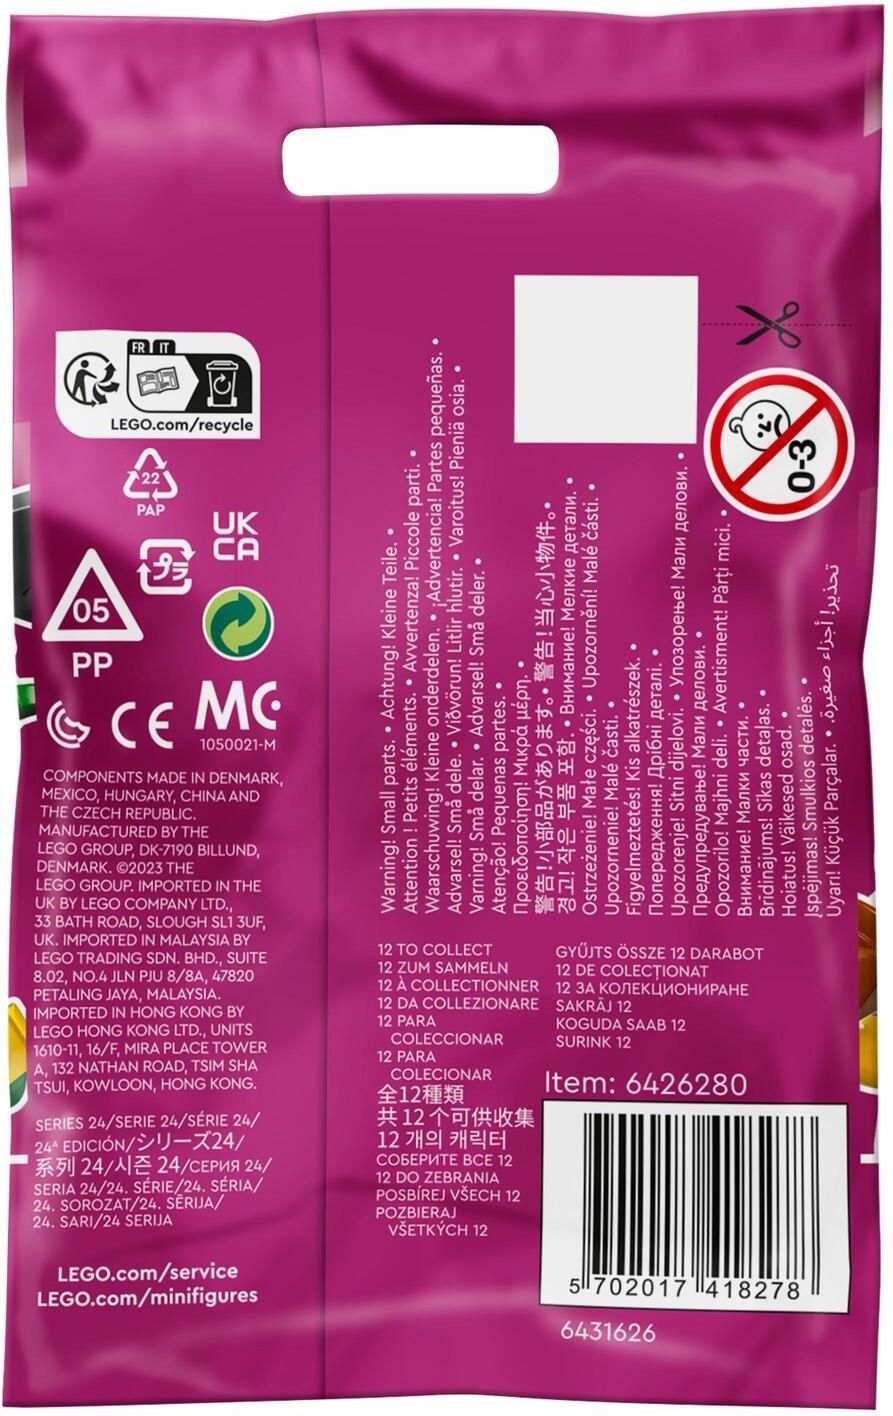 FR IT
LEGO.com/recycle
22
PAP
UK
CA
プラ
05
PP
CE
1050021-M
COMPONENTS MADE IN DENMARK,
MEXICO, HUNGARY, CHINA AND
THE CZECH REPUBLIC.
MANUFACTURED BY THE
LEGO GROUP, DK-7190 BILLUND,
DENMARK. ©2023 THE
LEGO GROUP. IMPORTED IN THE
UK BY LEGO COMPANY LTD.,
33 BATH ROAD, SLOUGH SL1 3UF,
UK. IMPORTED IN MALAYSIA BY
LEGO TRADING SDN. BHD., SUITE
8.02, NO.4 JLN PJU 8/8A, 47820
PETALING JAYA, MALAYSIA.
IMPORTED IN HONG KONG BY
LEGO HONG KONG LTD., UNITS
1610-11, 16/F, MIRA PLACE TOWER
A, 132 NATHAN ROAD, TSIM SHA
TSUI, KOWLOON, HONG KONG.
SERIES 24/SERIE 24/SÉRIE 24/
24ᴬ EDICIÓN/シリーズ24/
系列 24/시즌 24/СЕРИЯ 24/
SERIA 24/24. SÉRIE/24. SÉRIA/
24. SOROZAT/24. SĒRIJA/
24. SARI/24 SERIJA
LEGO.com/service
LEGO.com/minifigures
0-3
Warning! Small parts. • Achtung! Kleine Teile. •
Attention ! Petits éléments. • Avvertenza! Piccole parti. •
Waarschuwing! Kleine onderdelen. • ¡Advertencia! Partes pequeñas. •
Advarsel! Små dele. • Viðvörun! Litlir hlutir. • Varoitus! Pieniä osia. •
Varning! Små delar. • Advarsel! Små deler. •
Atenção! Pequenas partes. •
Προειδοποίηση! Μικρά μέρη. •
警告!小部品があります。• 警告!当心小物件。•
경고! 작은 부품 포함. • Внимание! Мелкие детали. •
Ostrzeżenie! Małe części. • Upozornění! Malé části. •
Upozornenie! Malé časti. •
Figyelmeztetés! Kis alkatrészek. •
Попередження! Дрібні деталі. •
Upozorenje! Sitni dijelovi. • Упозорење! Мали делови. •
Предупредување! Мали делови. •
Opozorilo! Majhni deli. • Avertisment! Părți mici. •
Внимание! Малки части. •
Brīdinājums! Sīkas detaļas. •
Hoiatus! Väikesed osad. •
Įspėjimas! Smulkios detalės. •
Uyarı! Küçük Parçalar. • تحذير! أجزاء صغيرة. •
12 TO COLLECT
12 ZUM SAMMELN
12 À COLLECTIONNER
12 DA COLLEZIONARE
12 PARA
COLECCIONAR
12 PARA
COLECIONAR
全12種類
共 12 个可供收集
12 개의 캐릭터
СОБЕРИТЕ ВСЕ 12
12 DO ZEBRANIA
POSBÍREJ VŠECH 12
POZBIERAJ
VŠETKÝCH 12
GYŰJTS ÖSSZE 12 DARABOT
12 DE COLECȚIONAT
12 ЗА КОЛЕКЦИОНИРАНЕ
SAKRĀJ 12
KOGUDA SAAB 12
SURINK 12
Item: 6426280
5 702017 418278
6431626